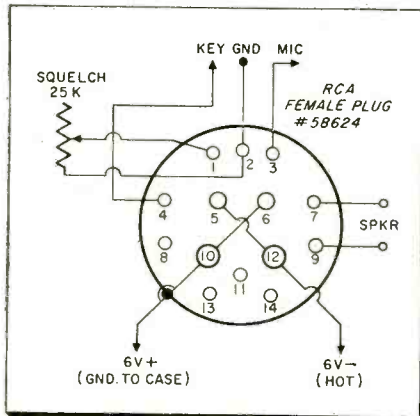 KEY GND MIC
SQUELCH
25 K
RCA
FEMALE PLUG
#58624
1 2 3
4 5 6 7
SPKR
8 10 12 9
11
13 14
6V+
(GND. TO CASE)
6V−
(HOT)